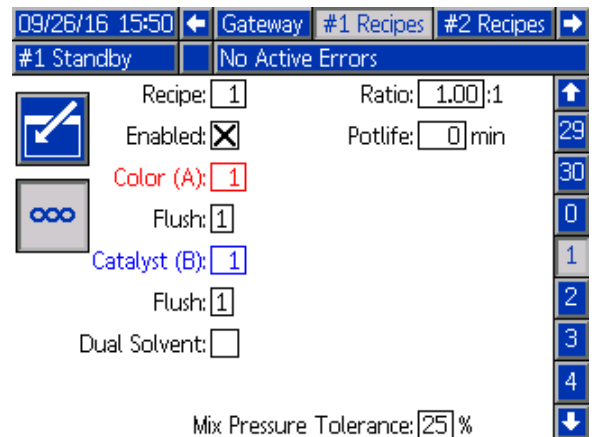 09/26/16 15:50 Gateway #1 Recipes #2 Recipes
#1 Standby No Active Errors
Recipe: 1 Ratio: 1.00:1
Enabled: Potlife: 0 min
Color (A): 1
Flush: 1
Catalyst (B): 1
Flush: 1
Dual Solvent:
Mix Pressure Tolerance: 25 %
29
30
0
1
2
3
4